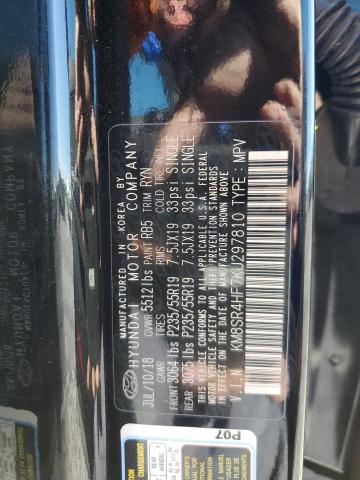 MANUFACTURED IN KOREA BY
HYUNDAI MOTOR COMPANY
JUL/10/18 GVWR 5512lbs PAINT RB5 TRIM RYN
GAWR TIRES RIMS COLD TIRE INFL
FRONT 3064 lbs P235/55R19 7.5JX19 33psi SINGLE
REAR 3075 lbs P235/55R19 7.5JX19 33psi SINGLE
THIS VEHICLE CONFORMS TO ALL APPLICABLE U.S.A. FEDERAL
MOTOR VEHICLE SAFETY AND THEFT PREVENTION STANDARDS
IN EFFECT ON THE DATE OF MANUFACTURE SHOWN ABOVE.
V.I.N : KM8SR4HF7KU297810 TYPE : MPV
P07
CHARGEMENT